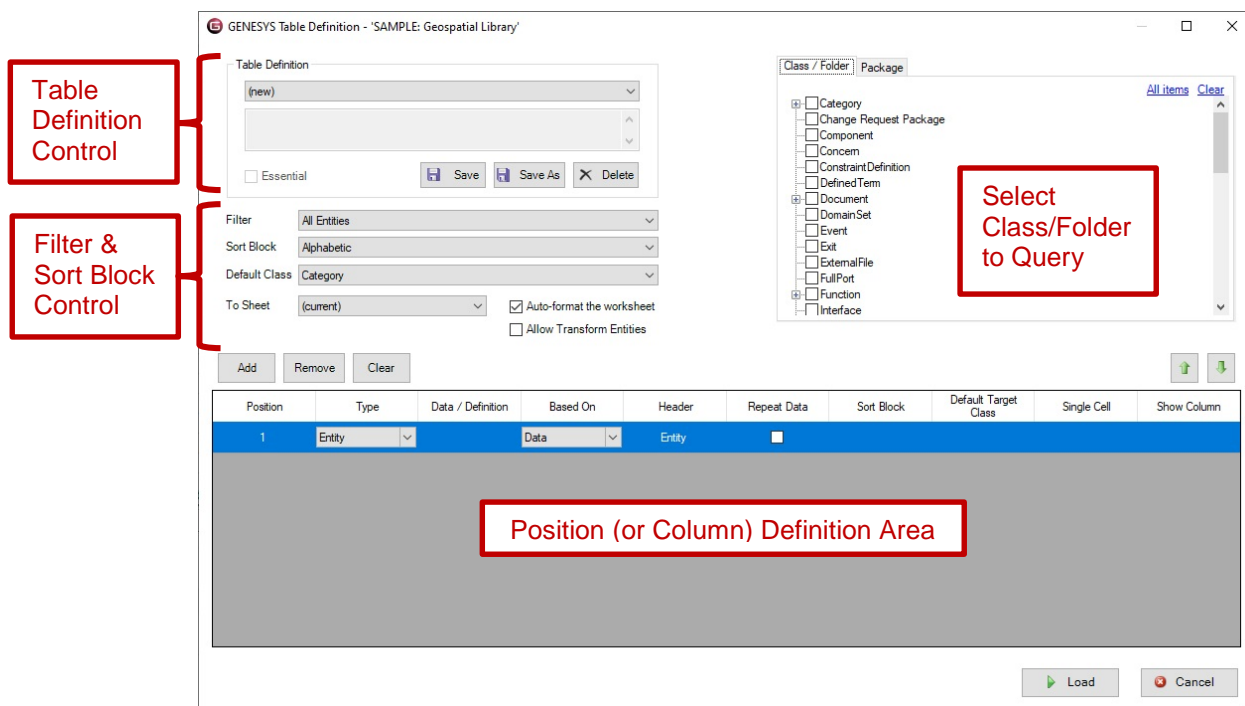 GENESYS Table Definition - 'SAMPLE: Geospatial Library'
Table
Definition
Control
Table Definition
(new)
Essential
Save
Save As
Delete
Filter &
Sort Block
Control
Filter
All Entities
Sort Block
Alphabetic
Default Class
Category
To Sheet
(current)
Auto-format the worksheet
Allow Transform Entities
Class / Folder
Package
All items
Clear
Category
Change Request Package
Component
Concern
ConstraintDefinition
DefinedTerm
Document
DomainSet
Event
Exit
ExternalFile
FullPort
Function
Interface
Select
Class/Folder
to Query
Add
Remove
Clear
Position
Type
Data / Definition
Based On
Header
Repeat Data
Sort Block
Default Target
Class
Single Cell
Show Column
1
Entity
Data
Entity
Position (or Column) Definition Area
Load
Cancel